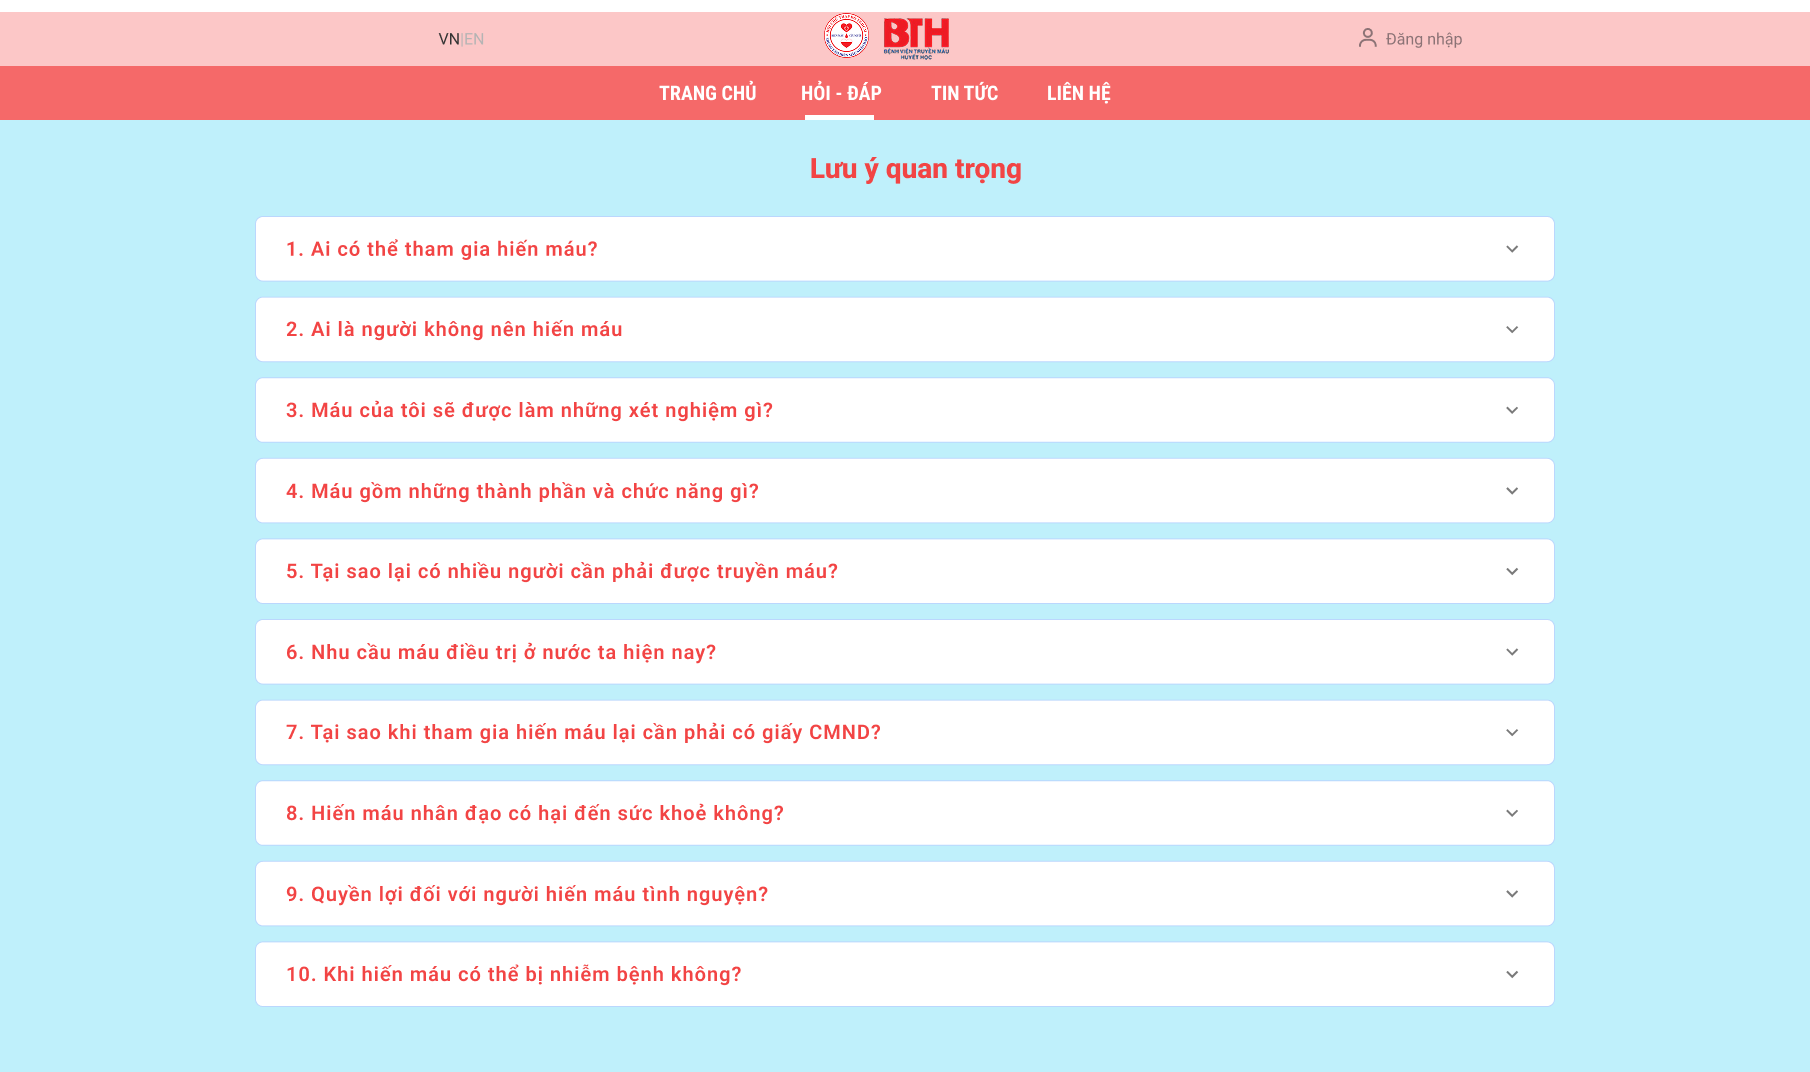 VN|EN
BTH
BỆNH VIỆN TRUYỀN MÁU
HUYẾT HỌC
Đăng nhập
TRANG CHỦ
HỎI - ĐÁP
TIN TỨC
LIÊN HỆ
Lưu ý quan trọng
1. Ai có thể tham gia hiến máu?
2. Ai là người không nên hiến máu
3. Máu của tôi sẽ được làm những xét nghiệm gì?
4. Máu gồm những thành phần và chức năng gì?
5. Tại sao lại có nhiều người cần phải được truyền máu?
6. Nhu cầu máu điều trị ở nước ta hiện nay?
7. Tại sao khi tham gia hiến máu lại cần phải có giấy CMND?
8. Hiến máu nhân đạo có hại đến sức khoẻ không?
9. Quyền lợi đối với người hiến máu tình nguyện?
10. Khi hiến máu có thể bị nhiễm bệnh không?